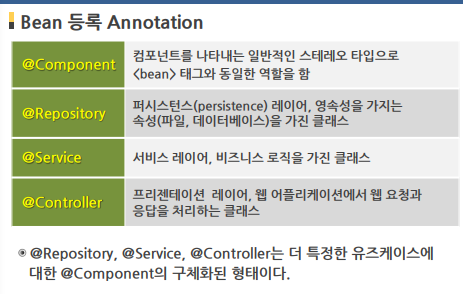 Bean 등록 Annotation
@Component
컴포넌트를 나타내는 일반적인 스테레오 타입으로
<bean> 태그와 동일한 역할을 함
@Repository
퍼시스턴스(persistence) 레이어, 영속성을 가지는
속성(파일, 데이터베이스)을 가진 클래스
@Service
서비스 레이어, 비즈니스 로직을 가진 클래스
@Controller
프리젠테이션 레이어, 웹 어플리케이션에서 웹 요청과
응답을 처리하는 클래스
◉ @Repository, @Service, @Controller는 더 특정한 유즈케이스에
대한 @Component의 구체화된 형태이다.